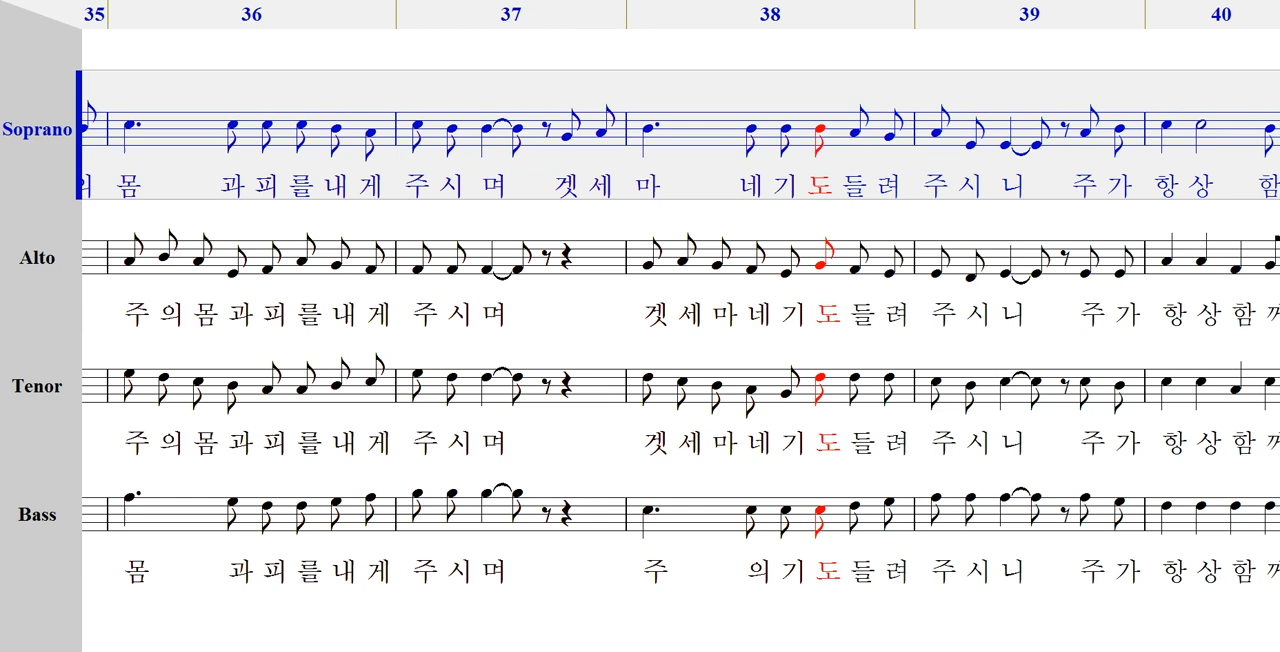 35 36 37 38 39 40
Soprano
의 몸 과 피 를 내 게 주 시 며 겟 세 마 네 기 도 들 려 주 시 니 주 가 항 상 함
Alto
주 의 몸 과 피 를 내 게 주 시 며 겟 세 마 네 기 도 들 려 주 시 니 주 가 항 상 함
Tenor
주 의 몸 과 피 를 내 게 주 시 며 겟 세 마 네 기 도 들 려 주 시 니 주 가 항 상 함
Bass
몸 과 피 를 내 게 주 시 며 주 의 기 도 들 려 주 시 니 주 가 항 상 함